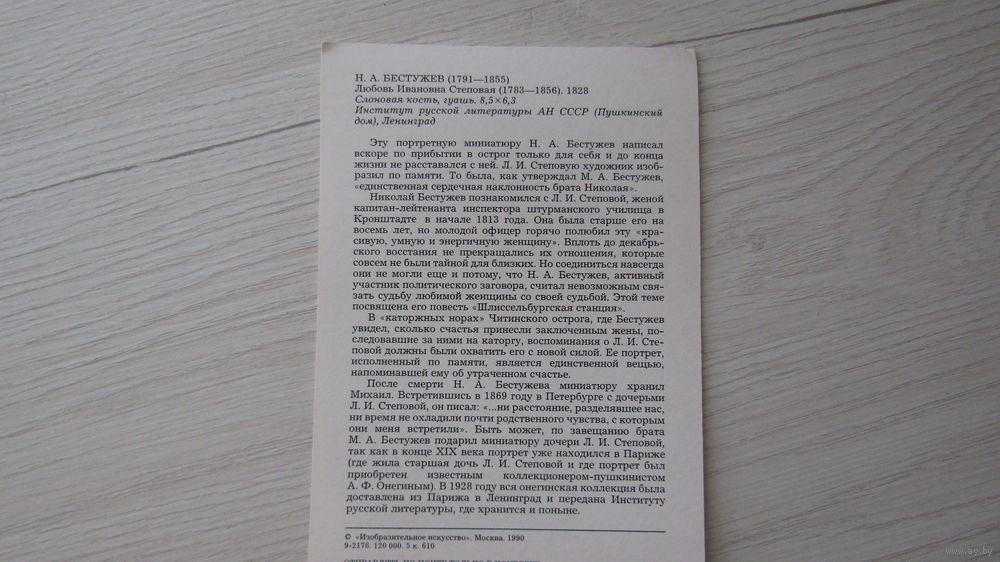 Н. А. БЕСТУЖЕВ (1791—1855)
Любовь Ивановна Степовая (1783—1856). 1828
Слоновая кость, гуашь. 8,5×6,3
Институт русской литературы АН СССР (Пушкинский
дом), Ленинград
Эту портретную миниатюру Н. А. Бестужев написал
вскоре по прибытии в острог только для себя и до конца
жизни не расставался с ней. Л. И. Степовую художник изоб-
разил по памяти. То была, как утверждал М. А. Бестужев,
«единственная сердечная наклонность брата Николая».
Николай Бестужев познакомился с Л. И. Степовой, женой
капитан-лейтенанта инспектора штурманского училища в
Кронштадте в начале 1813 года. Она была старше его на
восемь лет, но молодой офицер горячо полюбил эту «кра-
сивую, умную и энергичную женщину». Вплоть до декабрь-
ского восстания не прекращались их отношения, которые
совсем не были тайной для близких. Но соединиться навсегда
они не могли еще и потому, что Н. А. Бестужев, активный
участник политического заговора, считал невозможным свя-
зать судьбу любимой женщины со своей судьбой. Этой теме
посвящена его повесть «Шлиссельбургская станция».
В «каторжных норах» Читинского острога, где Бестужев
увидел, сколько счастья принесли заключенным жены, по-
следовавшие за ними на каторгу, воспоминания о Л. И. Сте-
повой должны были охватить его с новой силой. Ее портрет,
исполненный по памяти, является единственной вещью,
напоминавшей ему об утраченном счастье.
После смерти Н. А. Бестужева миниатюру хранил
Михаил. Встретившись в 1869 году в Петербурге с дочерьми
Л. И. Степовой, он писал: «...ни расстояние, разделявшее нас,
ни время не охладили почти родственного чувства, с которым
они меня встретили». Быть может, по завещанию брата
М. А. Бестужев подарил миниатюру дочери Л. И. Степовой,
так как в конце XIX века портрет уже находился в Париже
(где жила старшая дочь Л. И. Степовой и где портрет был
приобретен известным коллекционером-пушкинистом
А. Ф. Онегиным). В 1928 году вся онегинская коллекция была
доставлена из Парижа в Ленинград и передана Институту
русской литературы, где хранится и поныне.
© «Изобразительное искусство». Москва. 1990
9-2176. 120 000. 5 к. 610
www.ay.by